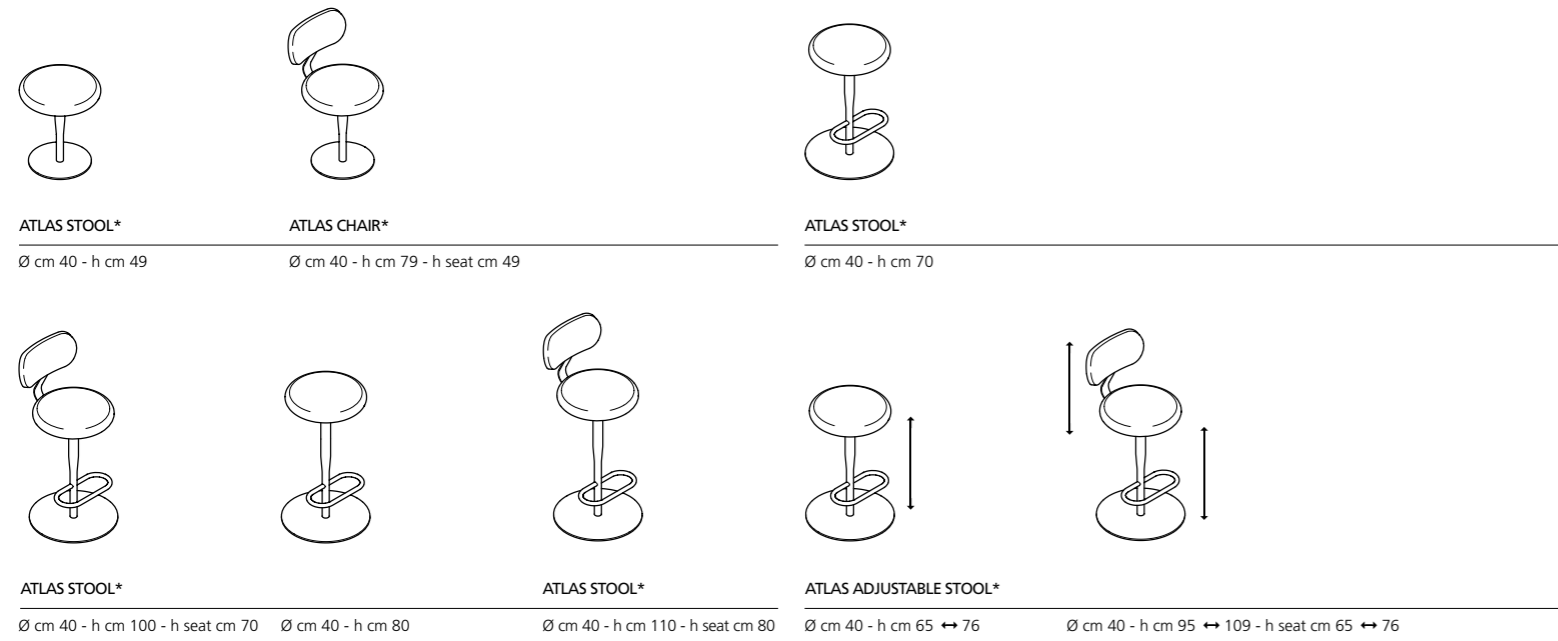 ATLAS STOOL*
ATLAS CHAIR*
ATLAS STOOL*
Ø cm 40 - h cm 49
Ø cm 40 - h cm 79 - h seat cm 49
Ø cm 40 - h cm 70
ATLAS STOOL*
ATLAS STOOL*
ATLAS ADJUSTABLE STOOL*
Ø cm 40 - h cm 100 - h seat cm 70
Ø cm 40 - h cm 80
Ø cm 40 - h cm 110 - h seat cm 80
Ø cm 40 - h cm 65 ↔ 76
Ø cm 40 - h cm 95 ↔ 109 - h seat cm 65 ↔ 76